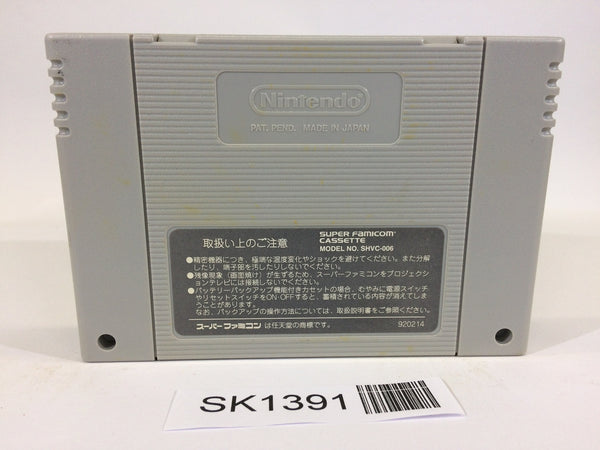 Nintendo
PAT. PEND. MADE IN JAPAN
取扱い上のご注意
SUPER FAMICOM
CASSETTE
MODEL NO. SHVC-006
●精密機器につき、極端な温度変化やショックを避けてください。また分解
したり、端子部を汚したりしないでください。
●残像現象（画面焼け）が生ずるため、スーパーファミコンをプロジェクシ
ョンテレビには接続しないでください。
●バッテリーバックアップ機能付きカセットの場合、むやみに電源スイッチ
やリセットスイッチをON・OFFすると、蓄積されている内容が消えてしま
うことがあります。
なお、バックアップの操作方法については、取扱説明書をご参照ください。
スーパーファミコン は任天堂の商標です。
920214
SK1391